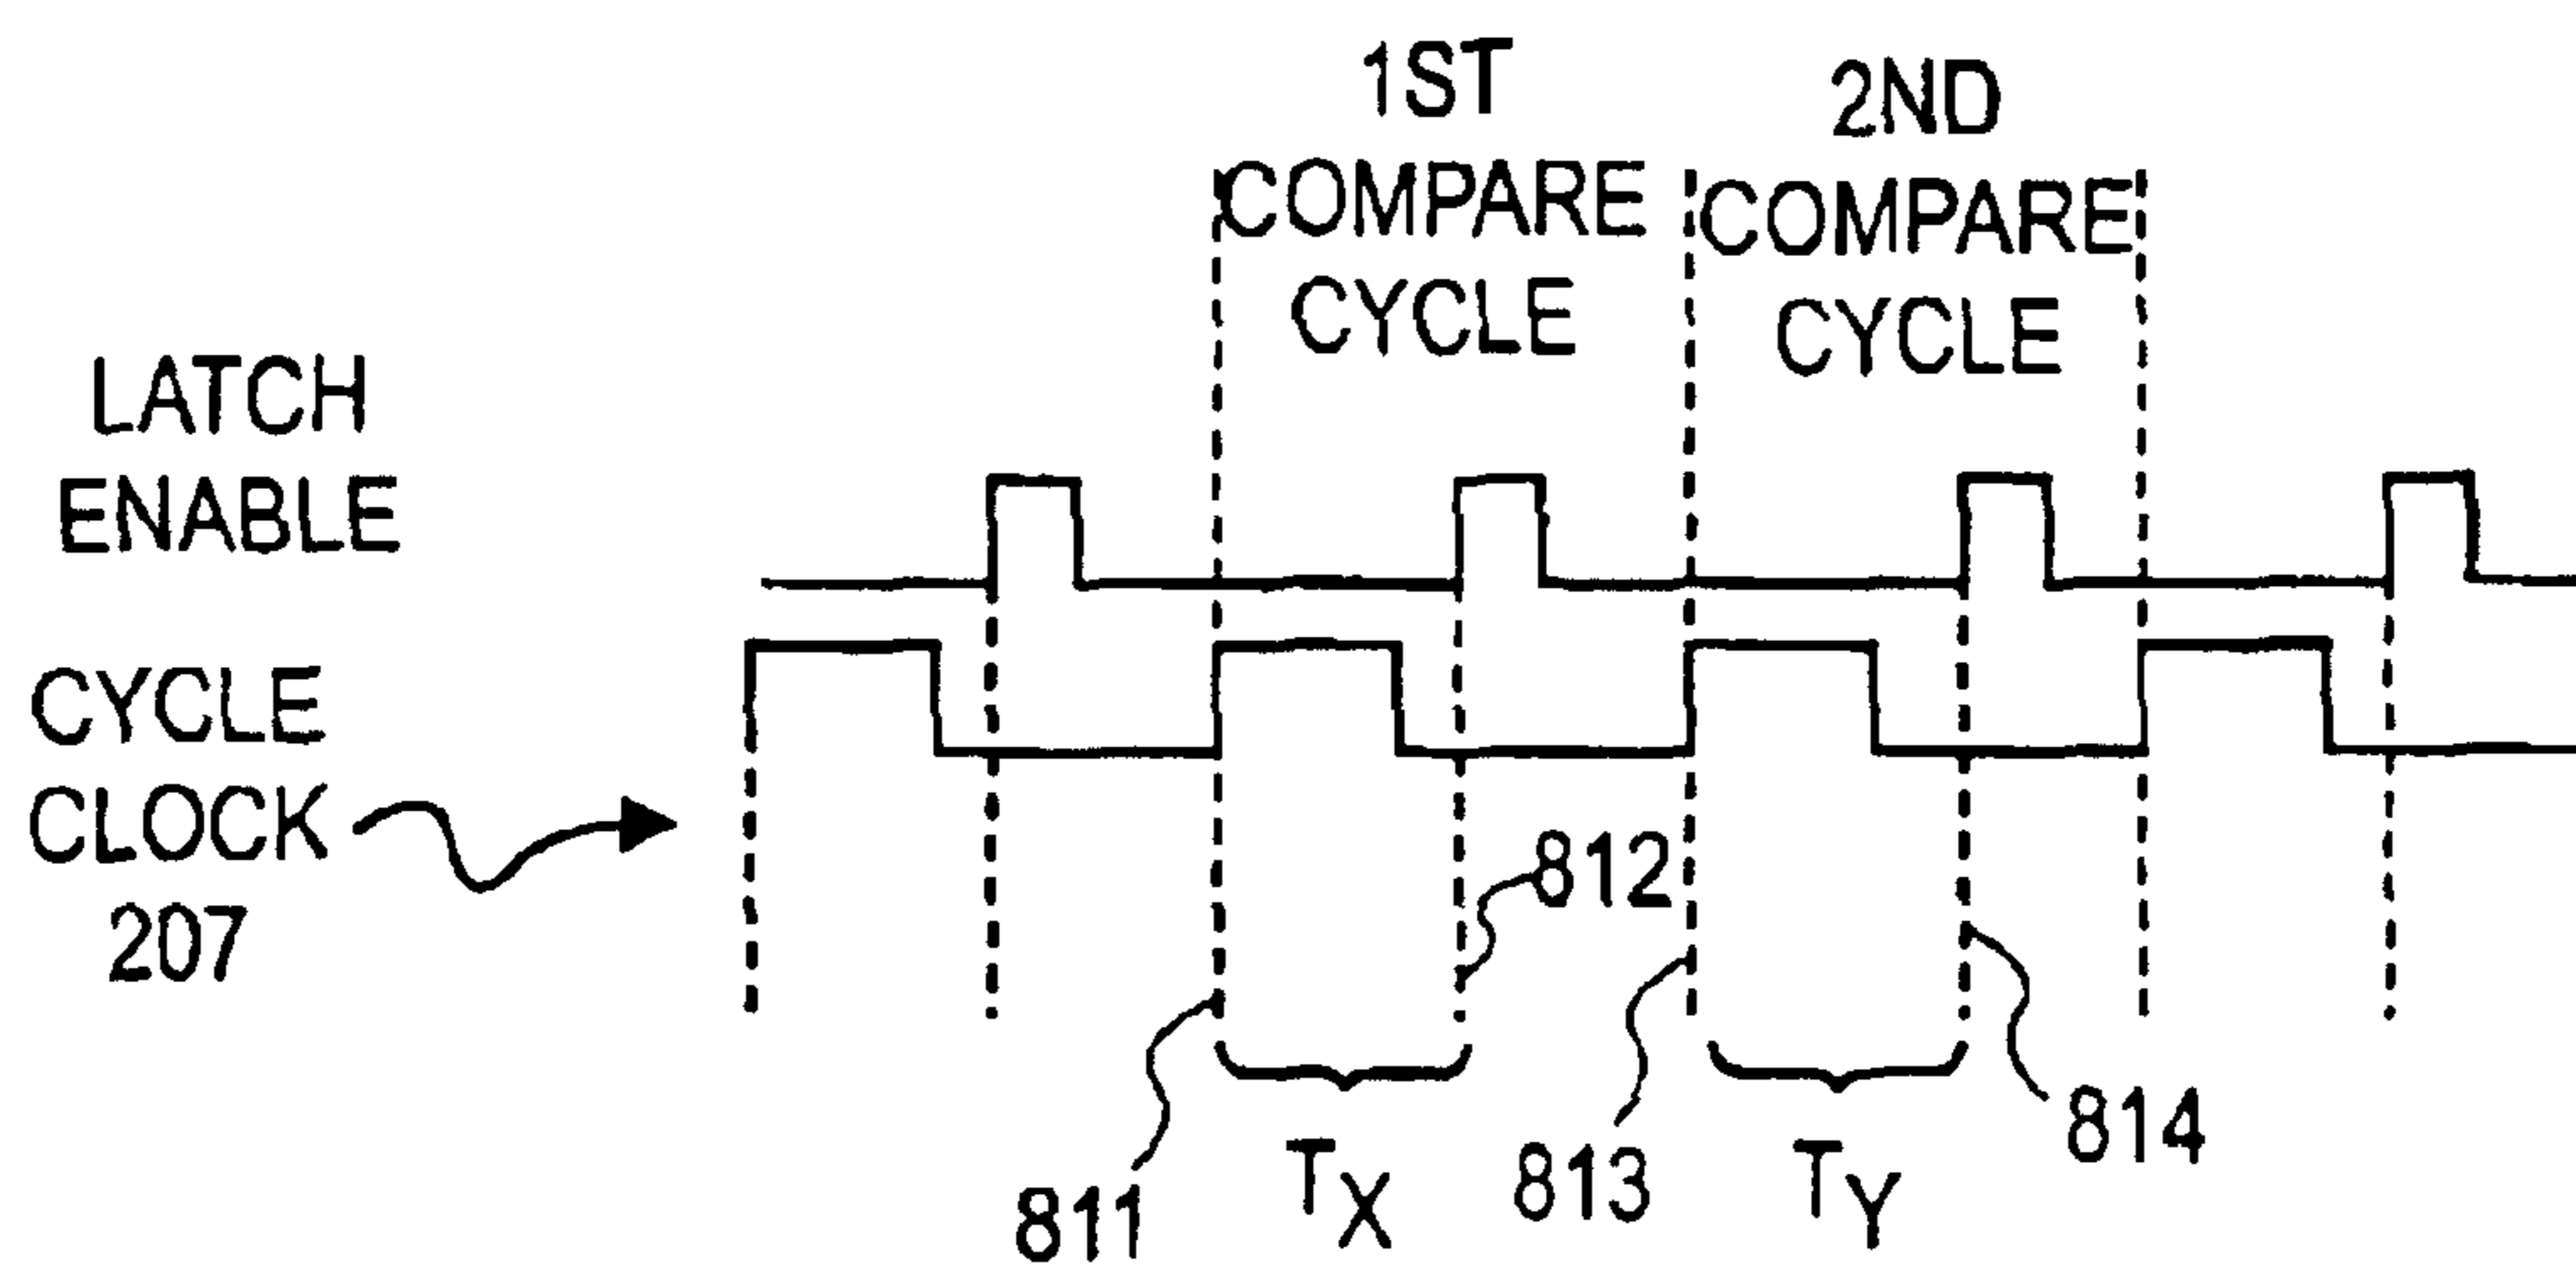 1ST
COMPARE
CYCLE
2ND
COMPARE
CYCLE
LATCH
ENABLE
CYCLE
CLOCK
207
812
811
TX
813
TY
814